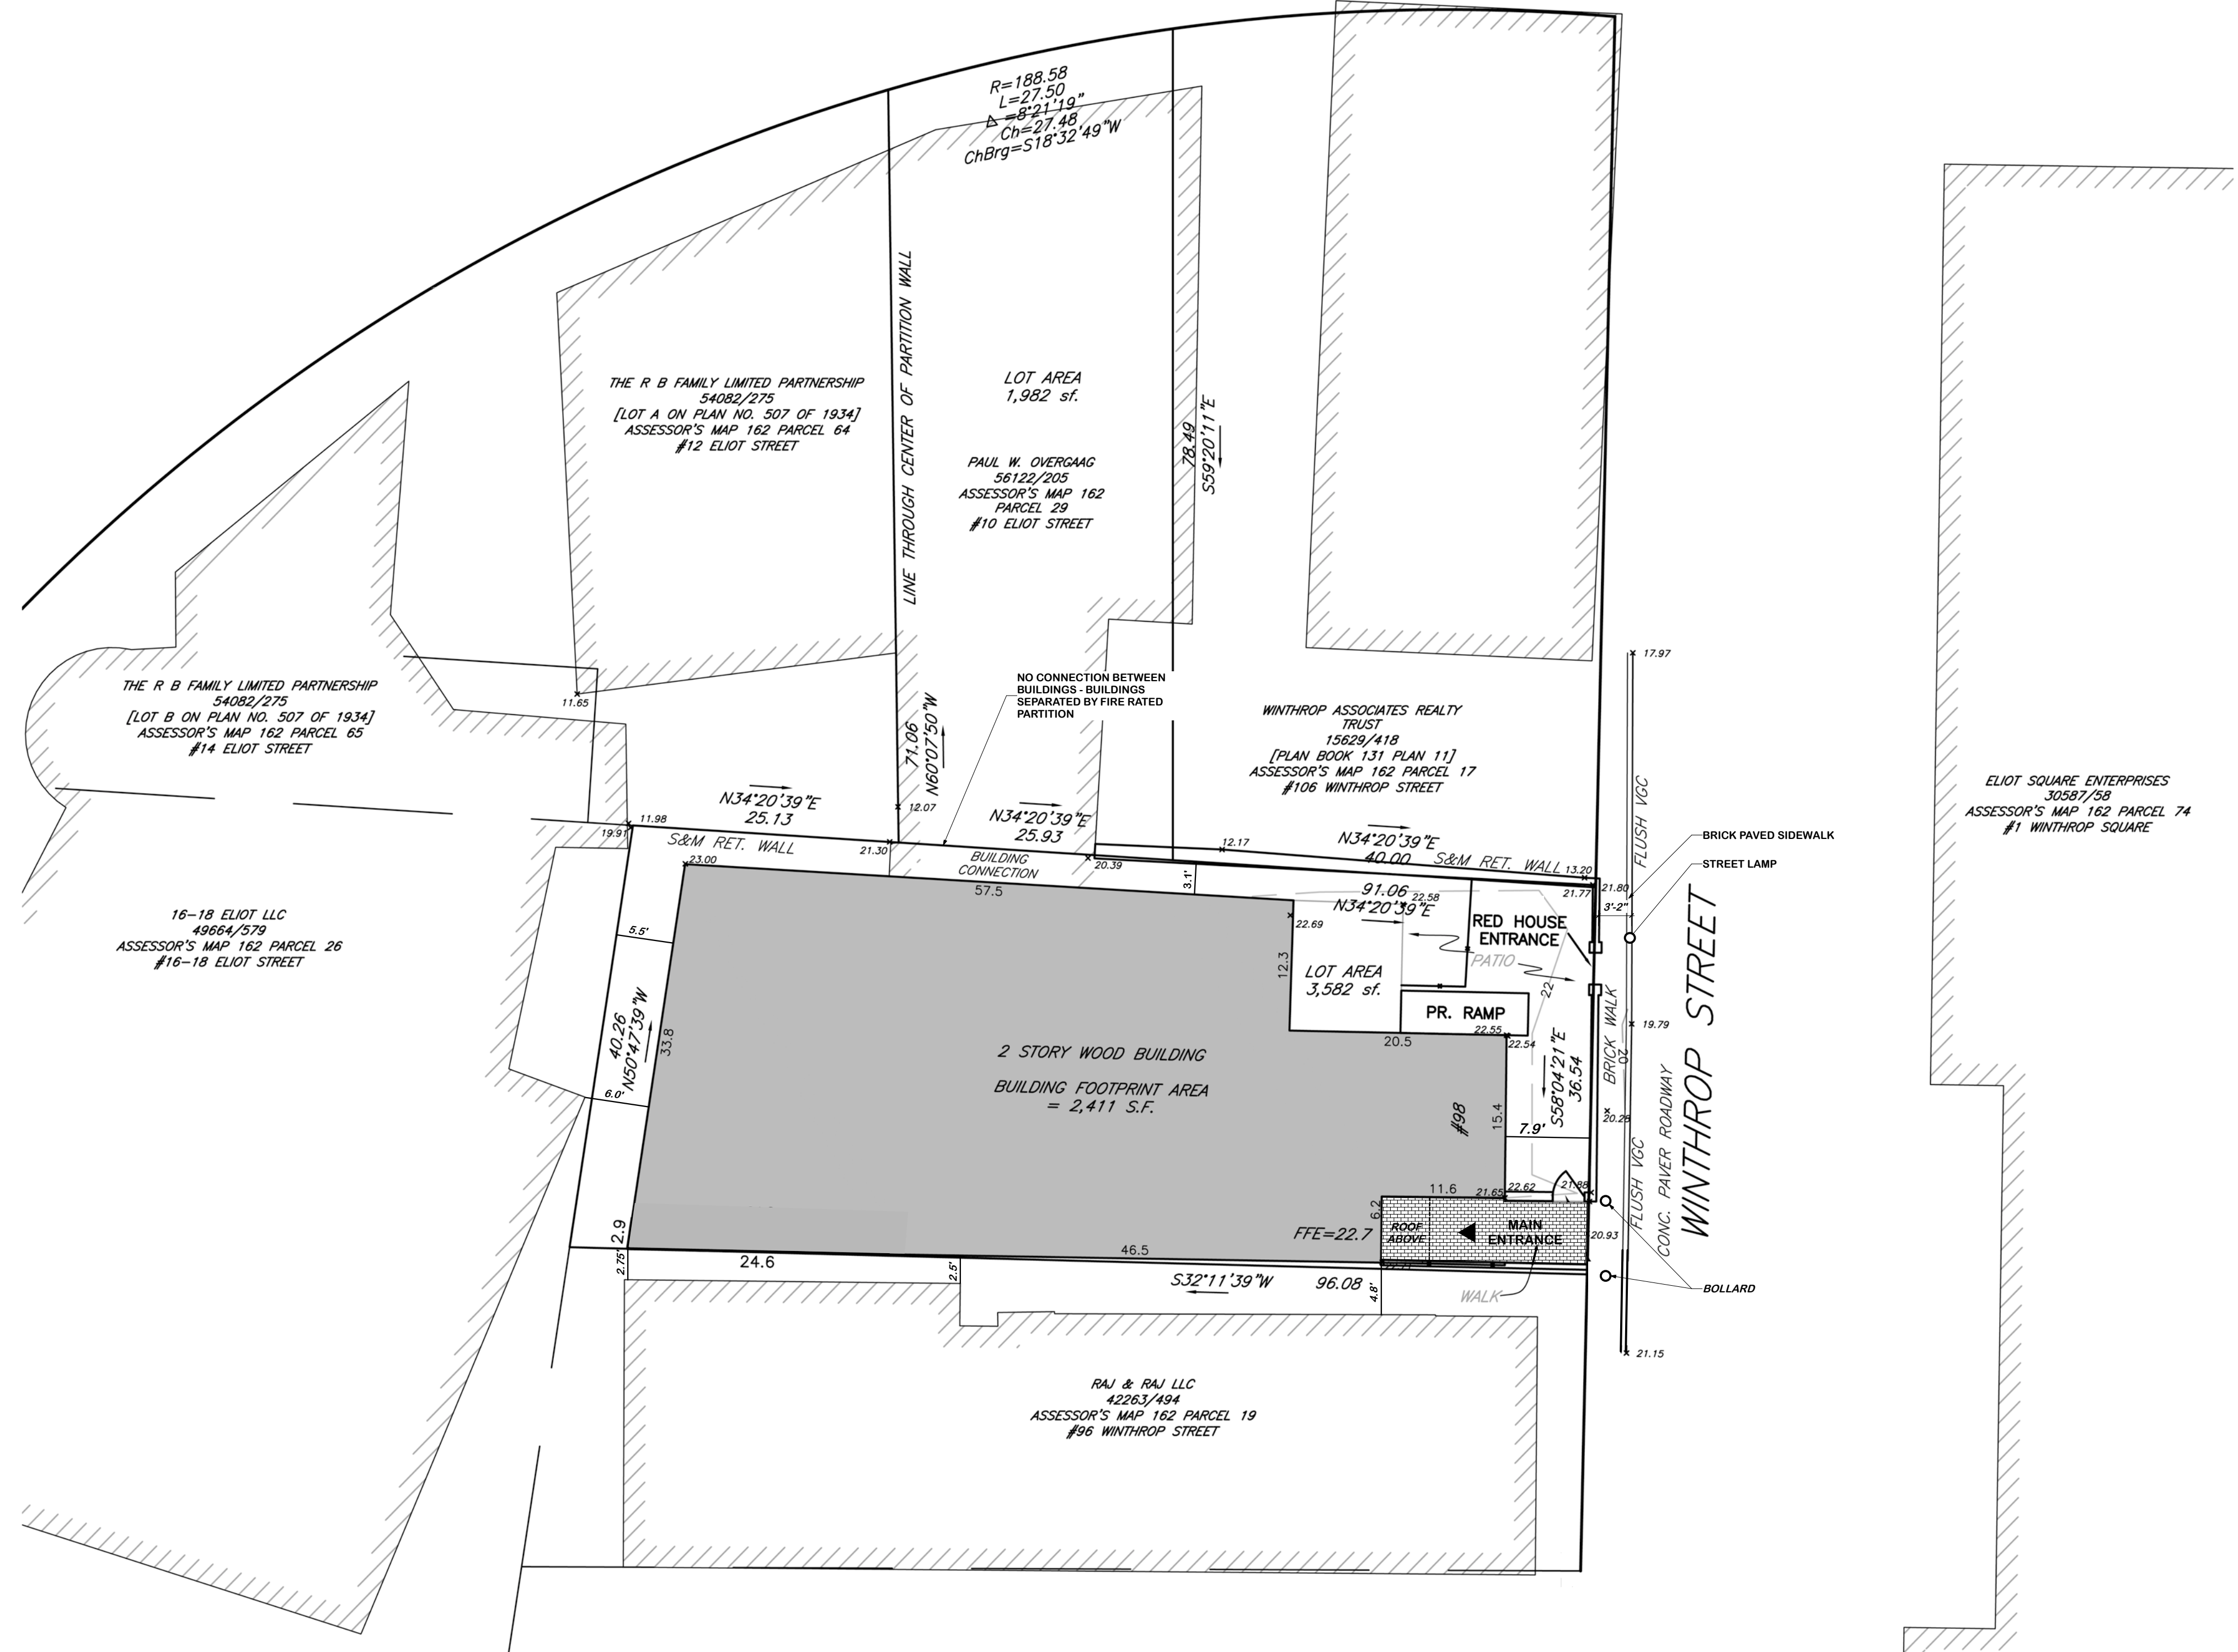 R=188.58
L=27.50
Δ =8°21'19"
Ch=27.48
ChBrg=S18°32'49"W
LINE THROUGH CENTER OF PARTITION WALL
THE R B FAMILY LIMITED PARTNERSHIP
54082/275
[LOT A ON PLAN NO. 507 OF 1934]
ASSESSOR'S MAP 162 PARCEL 64
#12 ELIOT STREET
LOT AREA
1,982 sf.
PAUL W. OVERGAAG
56122/205
ASSESSOR'S MAP 162
PARCEL 29
#10 ELIOT STREET
78.49
S59°20'11"E
THE R B FAMILY LIMITED PARTNERSHIP
54082/275
[LOT B ON PLAN NO. 507 OF 1934]
ASSESSOR'S MAP 162 PARCEL 65
#14 ELIOT STREET
11.65
71.06
N60°07'50"W
NO CONNECTION BETWEEN
BUILDINGS - BUILDINGS
SEPARATED BY FIRE RATED
PARTITION
WINTHROP ASSOCIATES REALTY
TRUST
15629/418
[PLAN BOOK 131 PLAN 11]
ASSESSOR'S MAP 162 PARCEL 17
#106 WINTHROP STREET
17.97
FLUSH VGC
ELIOT SQUARE ENTERPRISES
30587/58
ASSESSOR'S MAP 162 PARCEL 74
#1 WINTHROP SQUARE
BRICK PAVED SIDEWALK
STREET LAMP
N34°20'39"E
25.13
12.07
N34°20'39"E
25.93
N34°20'39"E
40.00
12.17
11.98
19.91
S&M RET. WALL
21.30
BUILDING
CONNECTION
20.39
S&M RET. WALL
13.20
21.77
21.80
3'-2"
23.00
57.5
3.1'
91.06
N34°20'39"E
22.58
22.69
RED HOUSE
ENTRANCE
PATIO
16-18 ELIOT LLC
49664/579
ASSESSOR'S MAP 162 PARCEL 26
#16-18 ELIOT STREET
5.5'
40.26
N50°47'39"W
33.8
6.0'
12.3
LOT AREA
3,582 sf.
PR. RAMP
22
22.55
22.54
20.5
2 STORY WOOD BUILDING
BUILDING FOOTPRINT AREA
= 2,411 S.F.
#98
15.4
S58°04'21"E
36.54
7.9'
BRICK WALK
20
19.79
20.28
FLUSH VGC
CONC. PAVER ROADWAY
WINTHROP STREET
11.6
21.65
22.62
21.88
6.2
FFE=22.7
ROOF
ABOVE
MAIN
ENTRANCE
20.93
2.9
2.75'
24.6
46.5
2.5'
S32°11'39"W
96.08
4.8'
WALK
BOLLARD
21.15
RAJ & RAJ LLC
42263/494
ASSESSOR'S MAP 162 PARCEL 19
#96 WINTHROP STREET